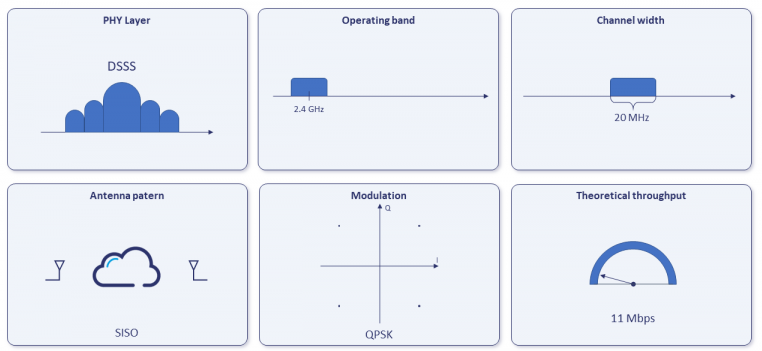 PHY Layer
DSSS
Operating band
2.4 GHz
Channel width
20 MHz
Antenna patern
SISO
Modulation
Q
I
QPSK
Theoretical throughput
11 Mbps